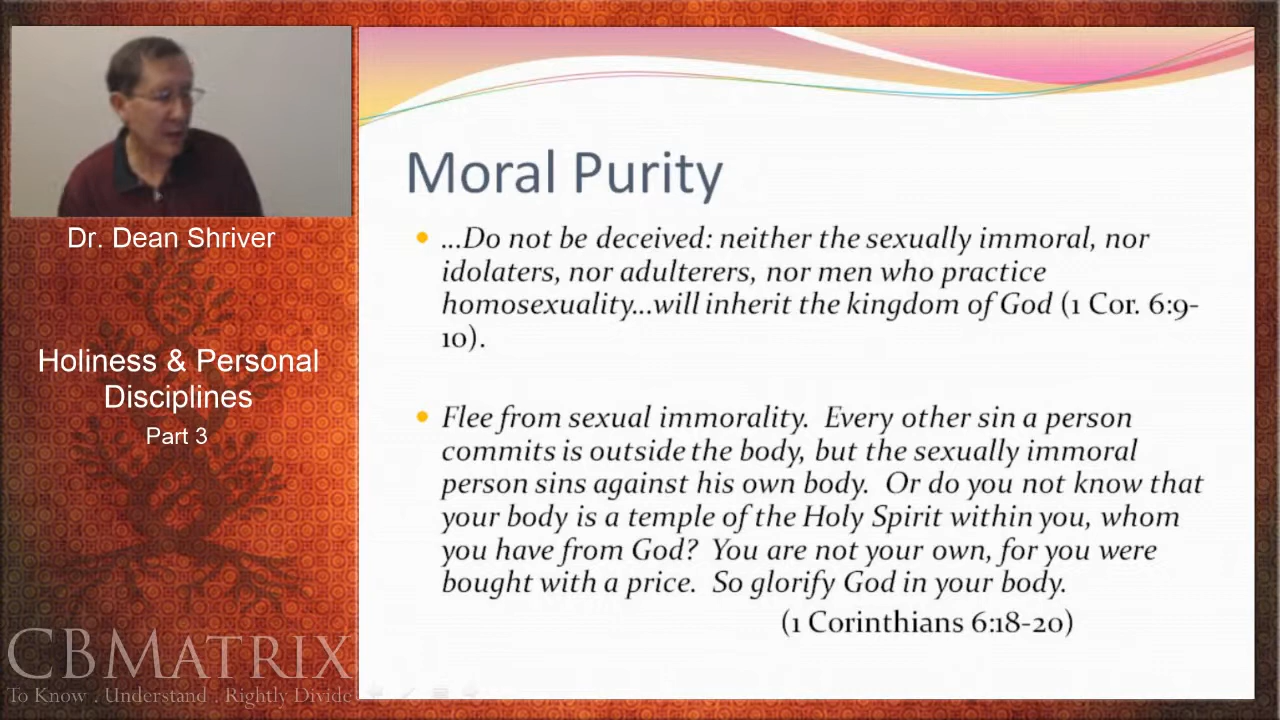 Dr. Dean Shriver
Holiness & Personal
Disciplines
Part 3
CBMATRIX
To Know . Understand . Rightly Divide
Moral Purity
• ...Do not be deceived: neither the sexually immoral, nor
idolaters, nor adulterers, nor men who practice
homosexuality...will inherit the kingdom of God (1 Cor. 6:9-
10).
• Flee from sexual immorality. Every other sin a person
commits is outside the body, but the sexually immoral
person sins against his own body. Or do you not know that
your body is a temple of the Holy Spirit within you, whom
you have from God? You are not your own, for you were
bought with a price. So glorify God in your body.
(1 Corinthians 6:18-20)